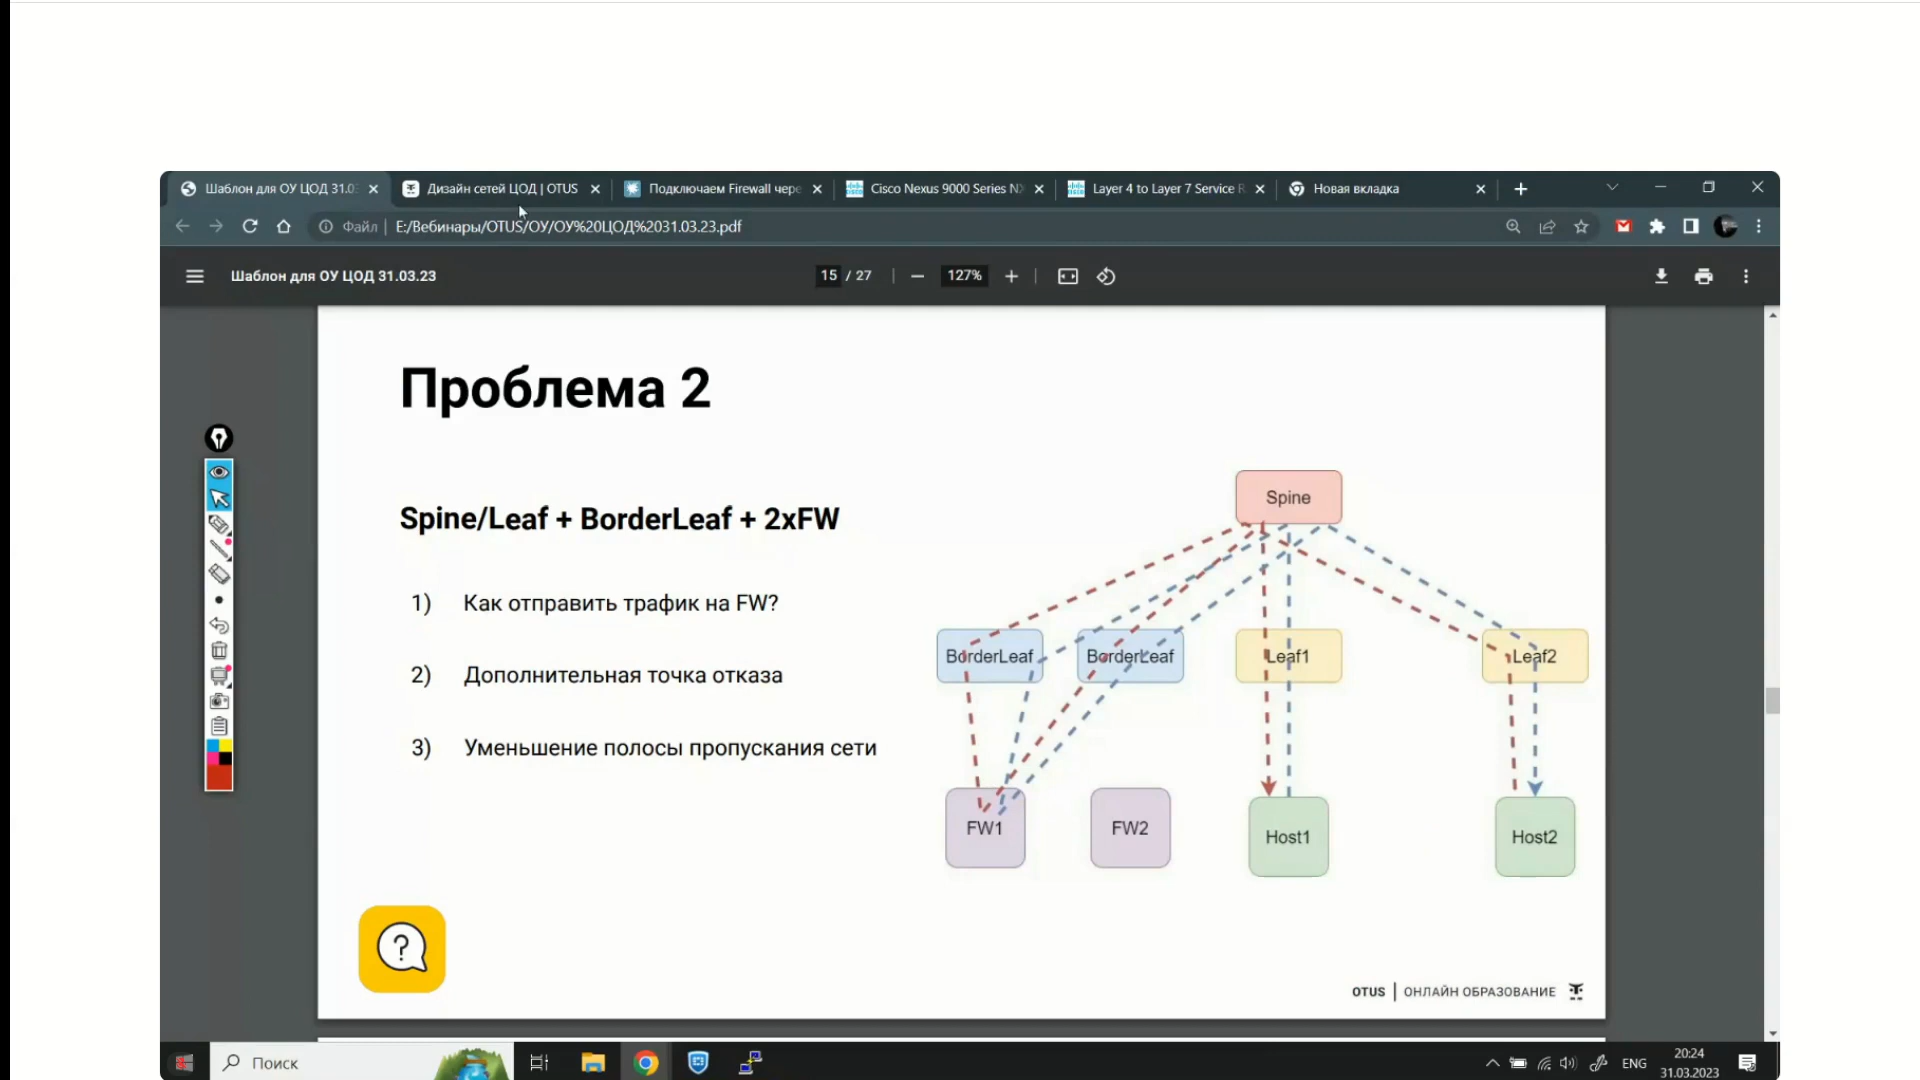 Шаблон для ОУ ЦОД 31.03
Дизайн сетей ЦОД | OTUS
Подключаем Firewall чере
Cisco Nexus 9000 Series NX
Layer 4 to Layer 7 Service R
Новая вкладка
Файл | E:/Вебинары/OTUS/ОУ/ОУ%20ЦОД%2031.03.23.pdf
Шаблон для ОУ ЦОД 31.03.23
15 / 27
127%
Проблема 2
Spine/Leaf + BorderLeaf + 2xFW
1) Как отправить трафик на FW?
2) Дополнительная точка отказа
3) Уменьшение полосы пропускания сети
Spine
BorderLeaf
BorderLeaf
Leaf1
Leaf2
FW1
FW2
Host1
Host2
OTUS | ОНЛАЙН ОБРАЗОВАНИЕ
Поиск
ENG
20:24
31.03.2023